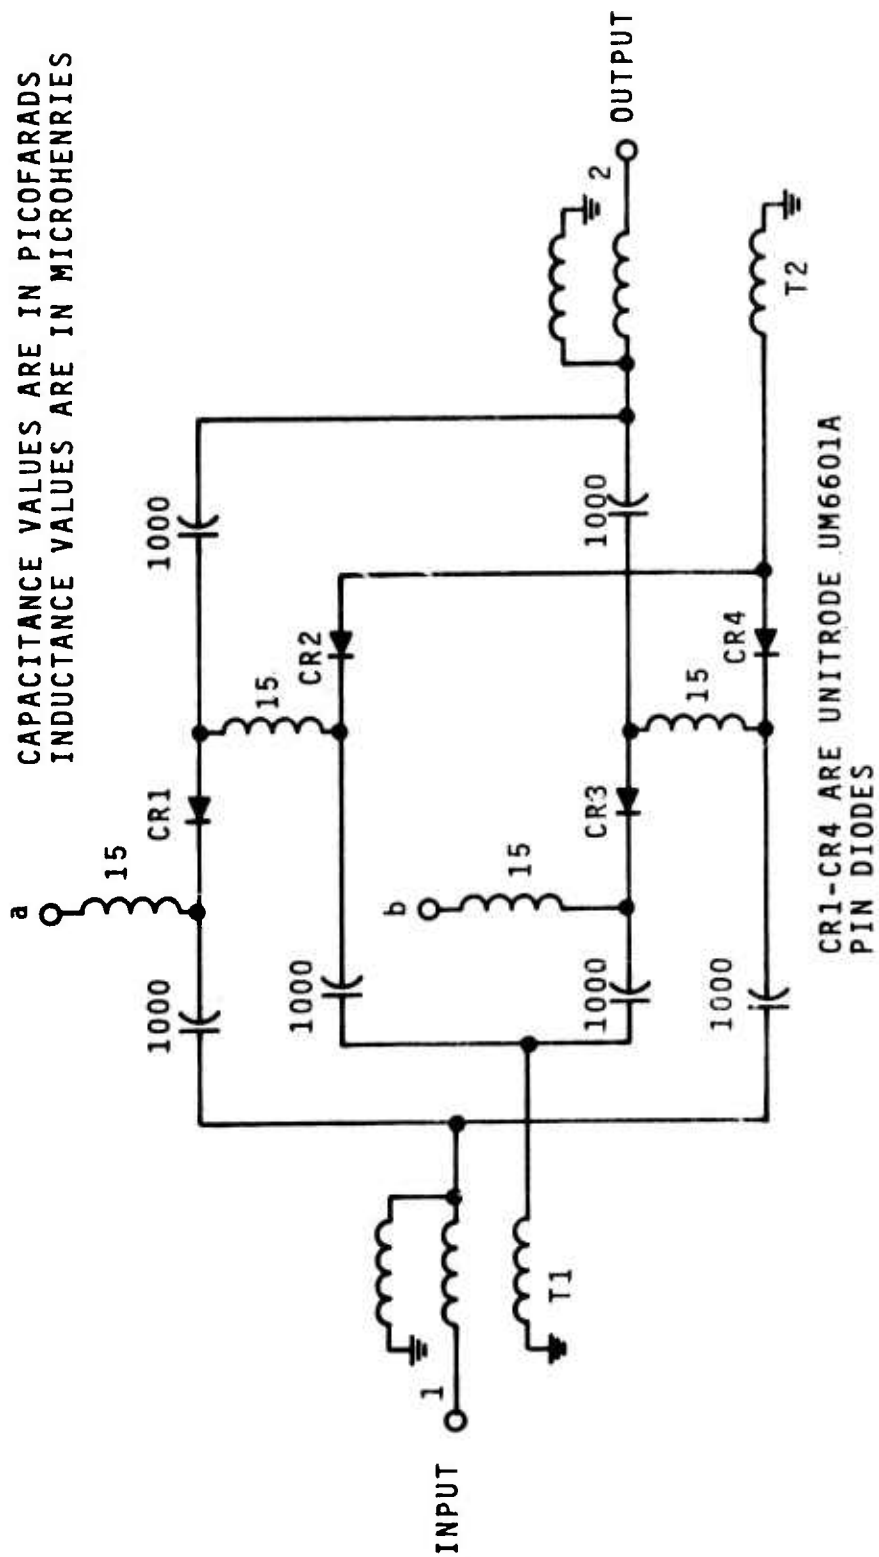 CAPACITANCE VALUES ARE IN PICOFARADS
INDUCTANCE VALUES ARE IN MICROHENRIES
a
15
1000
CR1
1000
15
1000
CR2
b
15
1000
CR3
1000
15
1000
CR4
INPUT
1
T1
2
OUTPUT
T2
CR1-CR4 ARE UNITRODE UM6601A
PIN DIODES